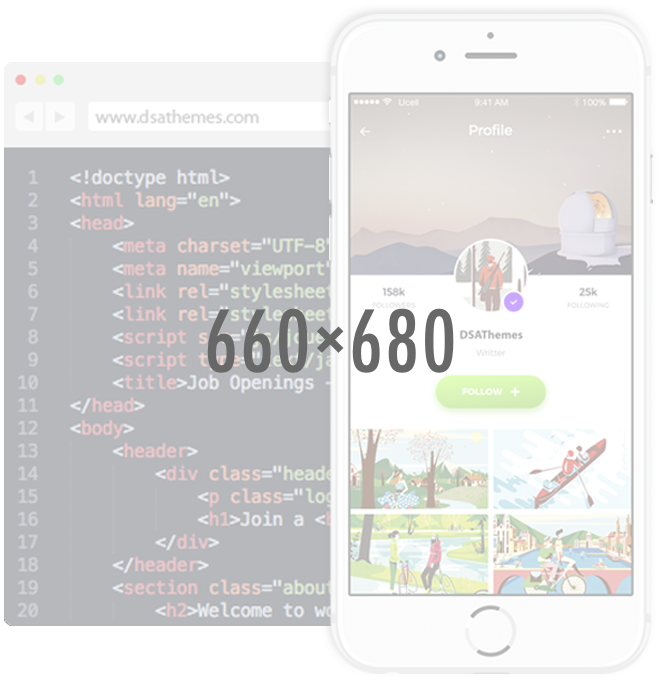 www.dsathemes.com
1 <!doctype html>
2 <html lang="en">
3 <head>
4 <meta charset="UTF-8"
5 <meta name="viewport"
6 <link rel="stylesheet
7 <link rel="stylesheet
8 <script s
9 <script ty
10 <title>Job Openings -
11 </head>
12 <body>
13 <header>
14 <div class="heade
15 <p class="log
16 <h1>Join a <
17 </div>
18 </header>
19 <section class="about
20 <h2>Welcome to wo
660×680
Ucell 9:41 AM 100%
Profile
158k 25k
FOLLOWERS FOLLOWING
DSAThemes
Writter
FOLLOW +